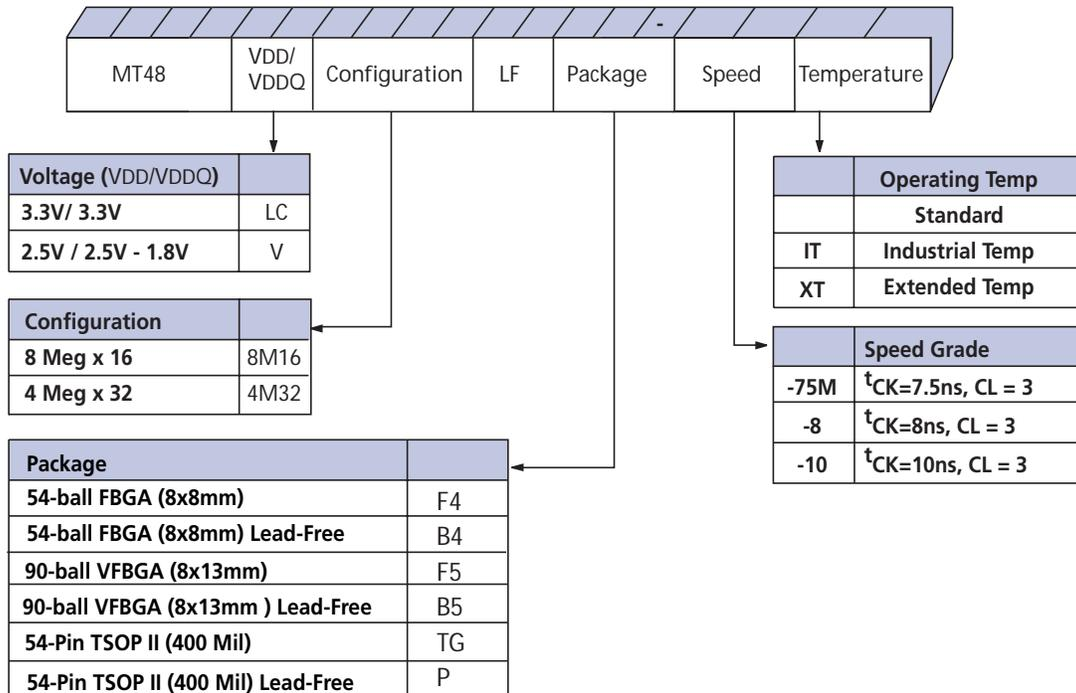 -
MT48 VDD/ VDDQ Configuration LF Package Speed Temperature
Voltage (VDD/VDDQ)
3.3V/ 3.3V LC
2.5V / 2.5V - 1.8V V
Configuration
8 Meg x 16 8M16
4 Meg x 32 4M32
Package
54-ball FBGA (8x8mm) F4
54-ball FBGA (8x8mm) Lead-Free B4
90-ball VFBGA (8x13mm) F5
90-ball VFBGA (8x13mm ) Lead-Free B5
54-Pin TSOP II (400 Mil) TG
54-Pin TSOP II (400 Mil) Lead-Free P
Operating Temp
Standard
IT Industrial Temp
XT Extended Temp
Speed Grade
-75M tCK=7.5ns, CL = 3
-8 tCK=8ns, CL = 3
-10 tCK=10ns, CL = 3